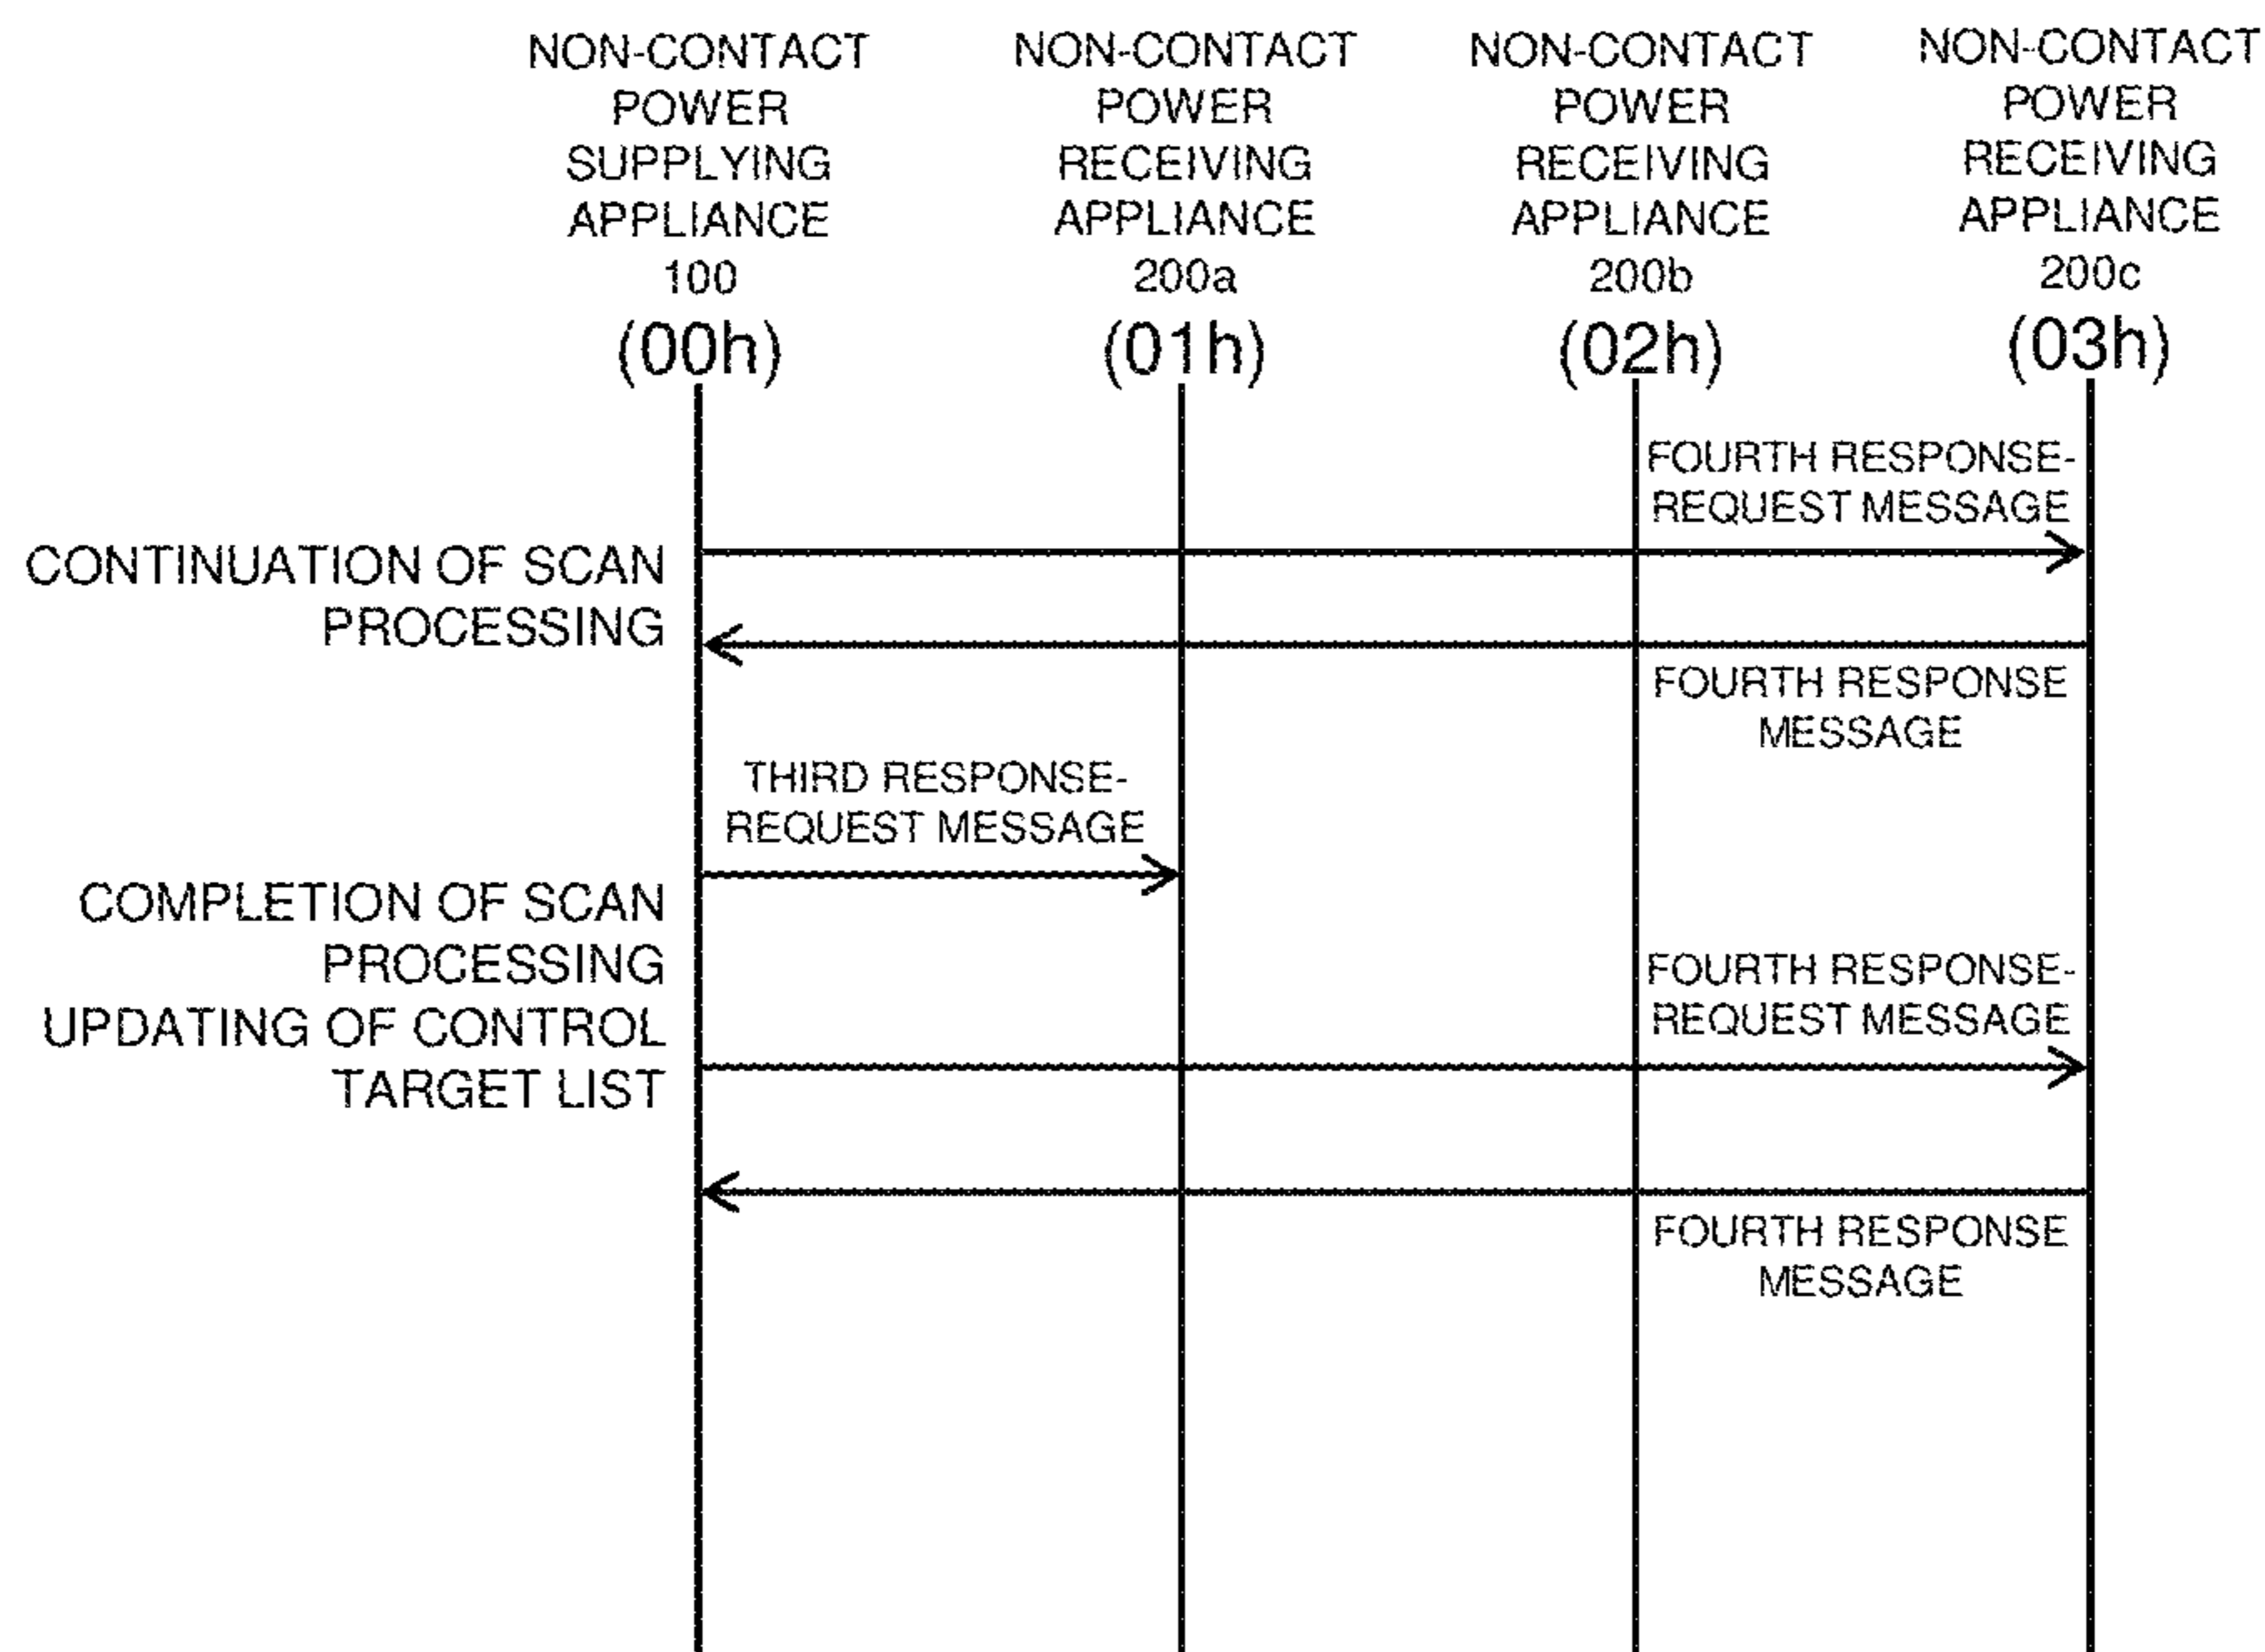 NON-CONTACT
POWER
SUPPLYING
APPLIANCE
100
(00h)
NON-CONTACT
POWER
RECEIVING
APPLIANCE
200a
(01h)
NON-CONTACT
POWER
RECEIVING
APPLIANCE
200b
(02h)
NON-CONTACT
POWER
RECEIVING
APPLIANCE
200c
(03h)
FOURTH RESPONSE-
REQUEST MESSAGE
CONTINUATION OF SCAN
PROCESSING
FOURTH RESPONSE
MESSAGE
THIRD RESPONSE-
REQUEST MESSAGE
COMPLETION OF SCAN
PROCESSING
UPDATING OF CONTROL
TARGET LIST
FOURTH RESPONSE-
REQUEST MESSAGE
FOURTH RESPONSE
MESSAGE